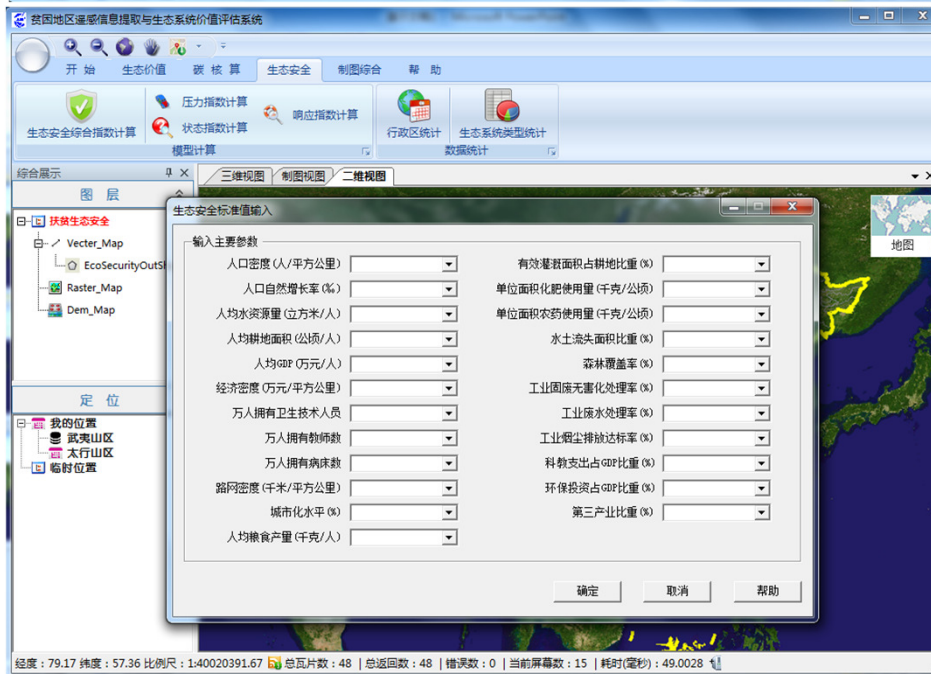 贫困地区遥感信息提取与生态系统价值评估系统
开 始 生态价值 碳 核 算 生态安全 制图综合 帮 助
生态安全综合指数计算 压力指数计算 状态指数计算 响应指数计算 行政区统计 生态系统类型统计
模型计算 数据统计
综合展示 三维视图 制图视图 二维视图
图 层
扶贫生态安全
Vecter_Map
EcoSecurityOutSh
Raster_Map
Dem_Map
定 位
我的位置
武夷山区
太行山区
临时位置
地图
生态安全标准值输入
输入主要参数
人口密度(人/平方公里) 有效灌溉面积占耕地比重(%)
人口自然增长率(‰) 单位面积化肥使用量(千克/公顷)
人均水资源量(立方米/人) 单位面积农药使用量(千克/公顷)
人均耕地面积(公顷/人) 水土流失面积比重(%)
人均GDP(万元/人) 森林覆盖率(%)
经济密度(万元/平方公里) 工业固废无害化处理率(%)
万人拥有卫生技术人员 工业废水处理率(%)
万人拥有教师数 工业烟尘排放达标率(%)
万人拥有病床数 科教支出占GDP比重(%)
路网密度(千米/平方公里) 环保投资占GDP比重(%)
城市化水平(%) 第三产业比重(%)
人均粮食产量(千克/人)
确定 取消 帮助
经度：79.17 纬度：57.36 比例尺：1:40020391.67 总瓦片数：48 |总返回数：48 |错误数：0 |当前屏幕数：15 |耗时(毫秒)：49.0028